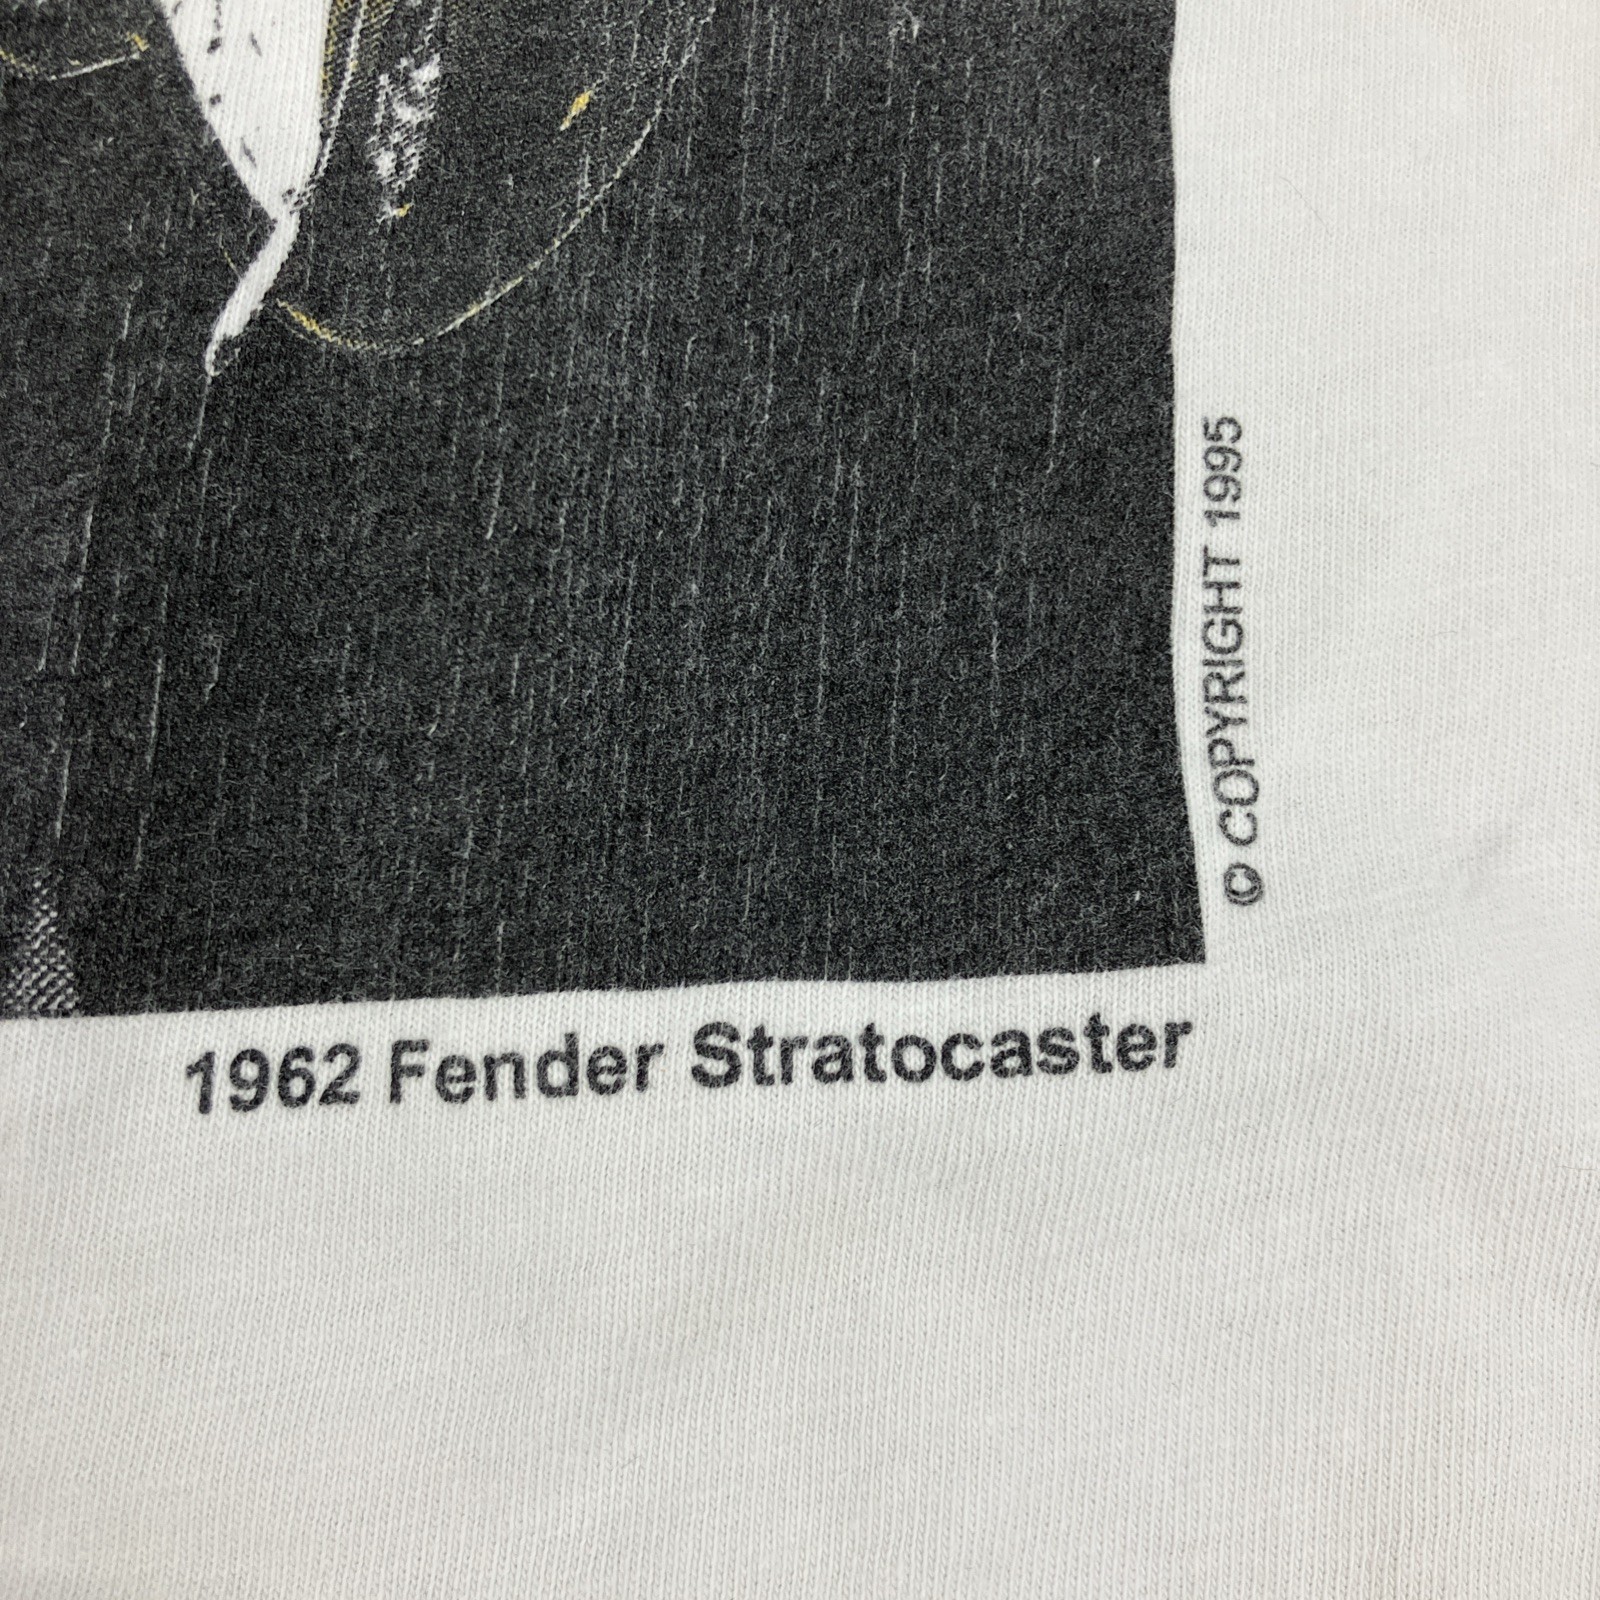 © COPYRIGHT 1995
1962 Fender Stratocaster